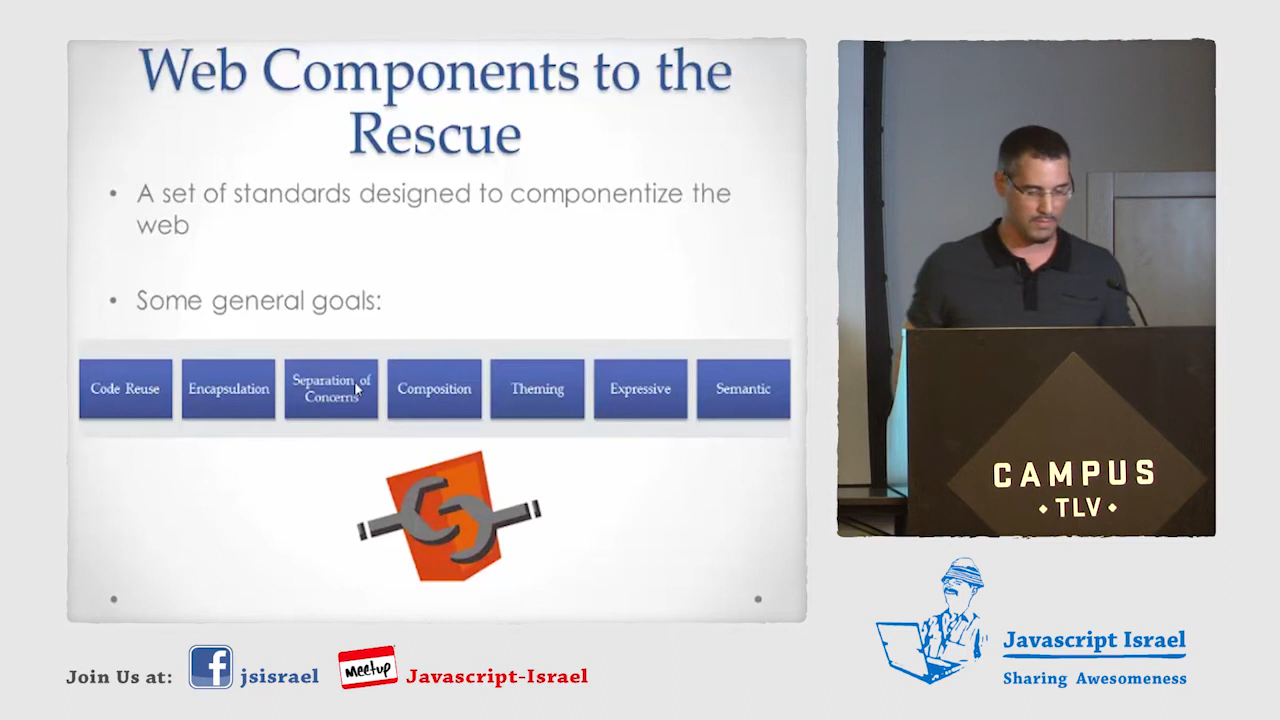 Web Components to the
Rescue
• A set of standards designed to componentize the
web
• Some general goals:
Code Reuse
Encapsulation
Separation of
Concerns
Composition
Theming
Expressive
Semantic
CAMPUS
• TLV •
Join Us at:
f
jsisrael
Meetup
Javascript-Israel
Javascript Israel
Sharing Awesomeness